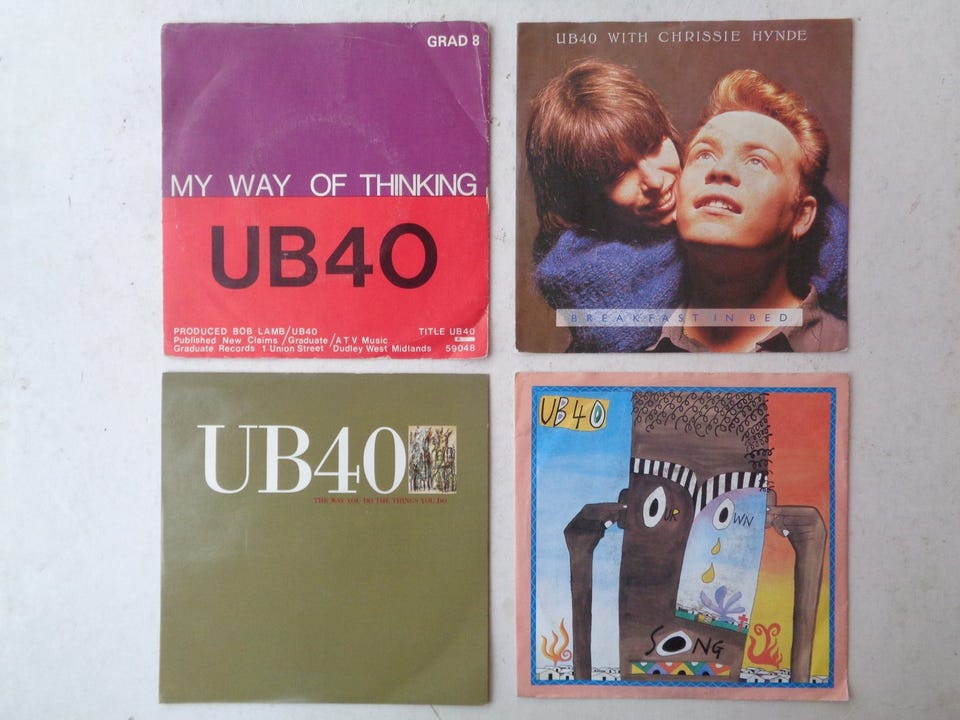 GRAD 8
MY WAY OF THINKING
UB40
PRODUCED BOB LAMB/UB40
TITLE UB40
Published New Claims /Graduate/ATV Music
Graduate Records 1 Union Street Dudley West Midlands 59048
UB40 WITH CHRISSIE HYNDE
BREAKFAST IN BED
UB40
THE WAY YOU DO THE THINGS YOU DO
UB40
OUR OWN
SONG